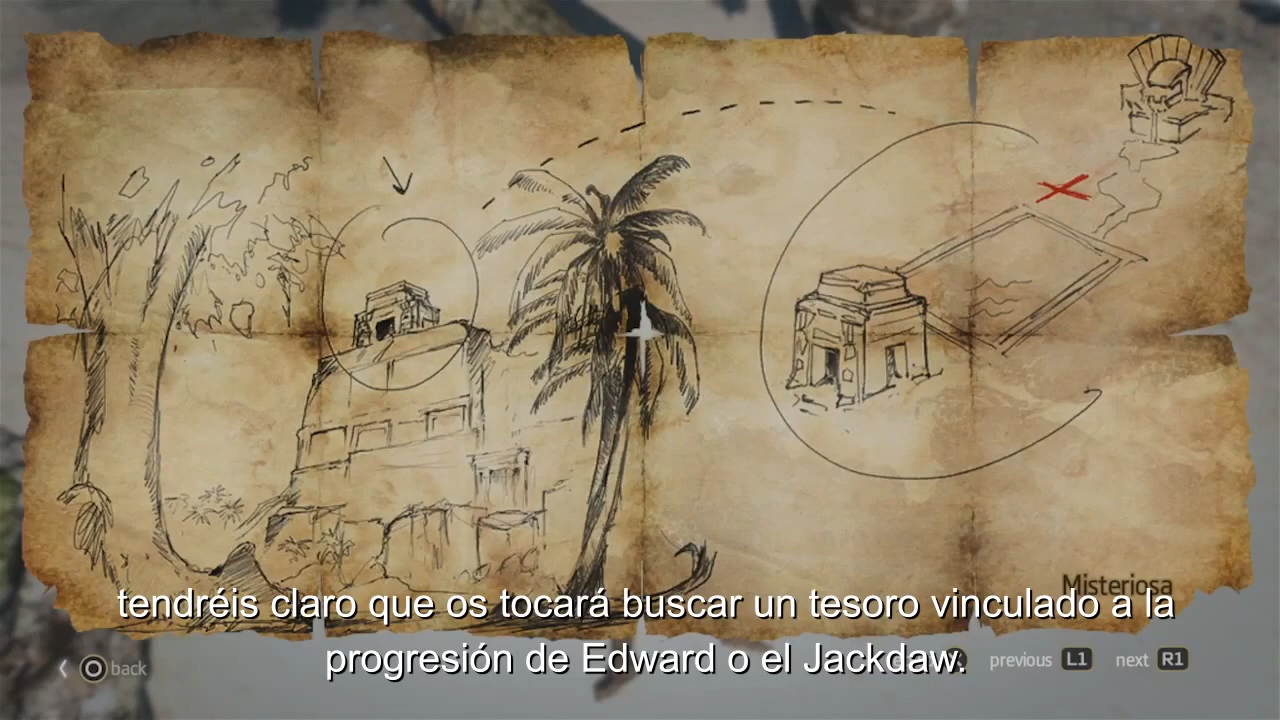 Misteriosa
tendréis claro que os tocará buscar un tesoro vinculado a la
progresión de Edward o el Jackdaw.
back
previous L1 next R1